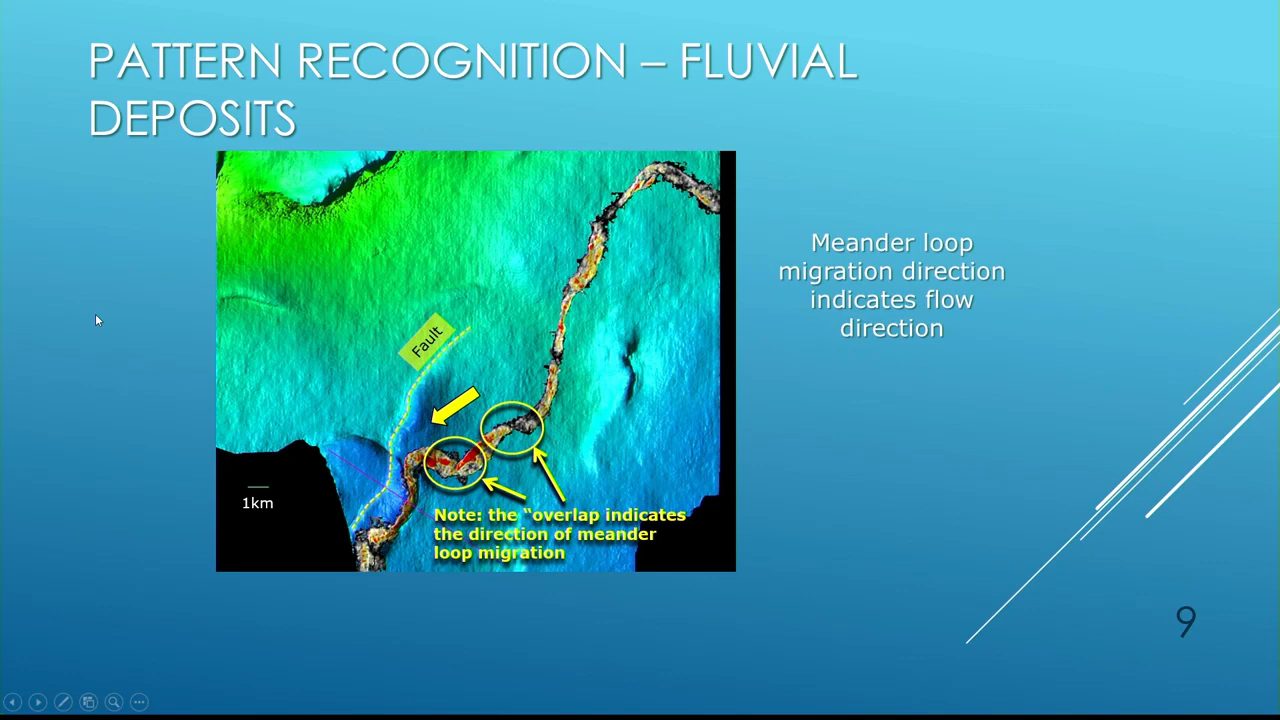 PATTERN RECOGNITION – FLUVIAL
DEPOSITS
Meander loop
migration direction
indicates flow
direction
Fault
1km
Note: the “overlap indicates
the direction of meander
loop migration
9